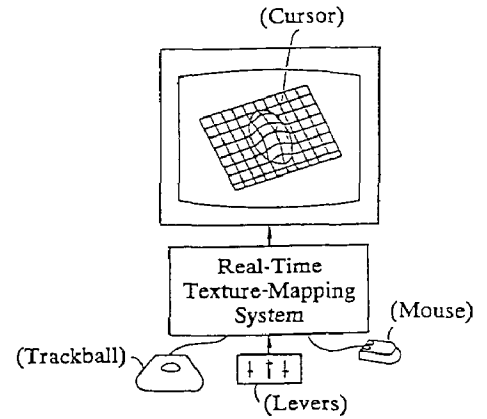 (Cursor)
Real-Time
Texture-Mapping
System
(Mouse)
(Trackball)
(Levers)